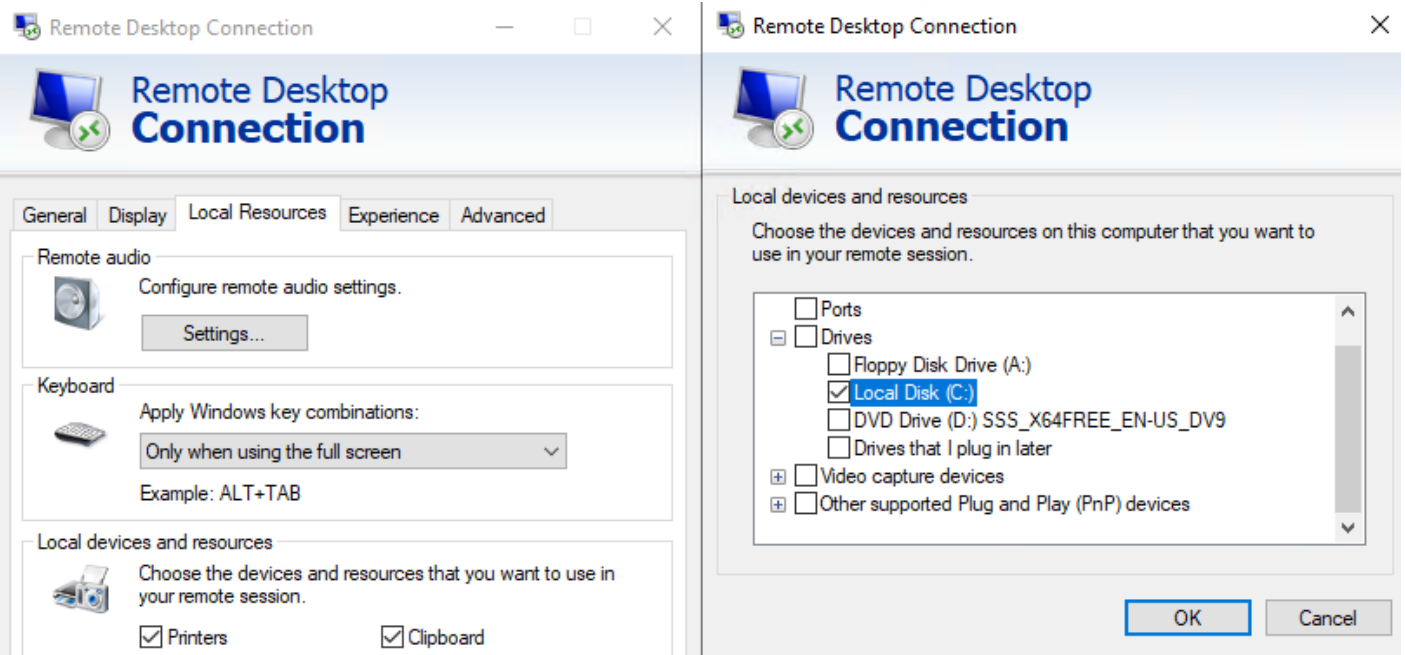 Remote Desktop Connection
Remote Desktop
Connection
General Display Local Resources Experience Advanced
Remote audio
Configure remote audio settings.
Settings...
Keyboard
Apply Windows key combinations:
Only when using the full screen
Example: ALT+TAB
Local devices and resources
Choose the devices and resources that you want to use in
your remote session.
Printers Clipboard
Remote Desktop Connection
Remote Desktop
Connection
Local devices and resources
Choose the devices and resources on this computer that you want to
use in your remote session.
Ports
Drives
Floppy Disk Drive (A:)
Local Disk (C:)
DVD Drive (D:) SSS_X64FREE_EN-US_DV9
Drives that I plug in later
Video capture devices
Other supported Plug and Play (PnP) devices
OK Cancel